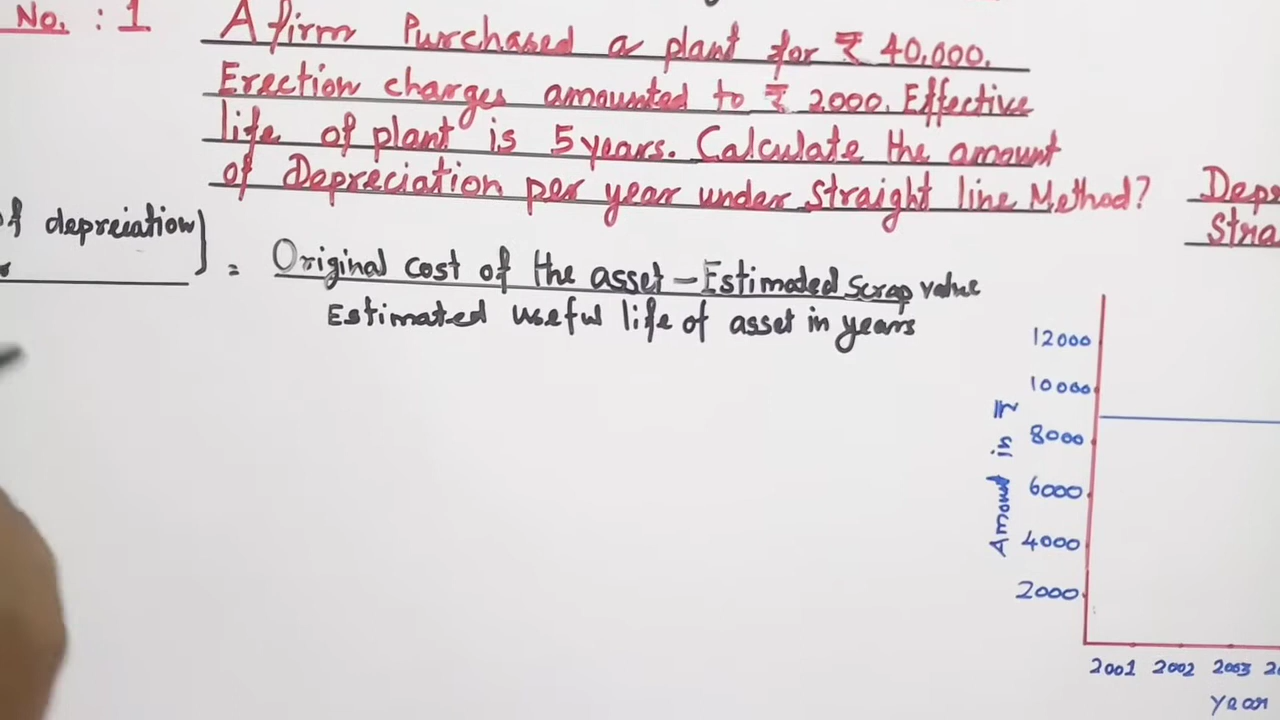 No. : 1
A firm Purchased a plant for ₹ 40,000.
Erection charges amounted to ₹ 2000. Effective
life of plant is 5 years. Calculate the amount
of Depreciation per year under straight line Method?
of depreciation
= Original cost of the asset – Estimated scrap value
Estimated useful life of asset in years
12000
10000
8000
6000
4000
2000
Amount in ₹
2001 2002 2003
Year